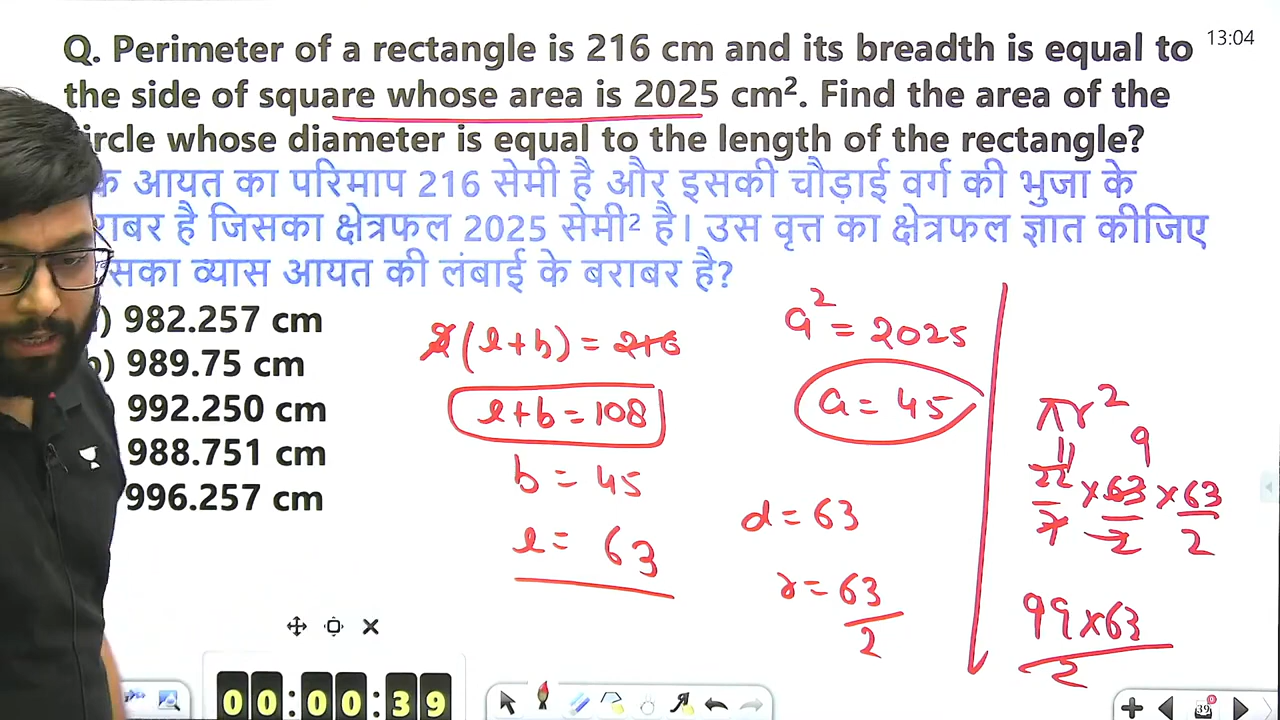 13:04
Q. Perimeter of a rectangle is 216 cm and its breadth is equal to
the side of square whose area is 2025 cm². Find the area of the
ircle whose diameter is equal to the length of the rectangle?
क आयत का परिमाप 216 सेमी है और इसकी चौड़ाई वर्ग की भुजा के
राबर है जिसका क्षेत्रफल 2025 सेमी² है। उस वृत्त का क्षेत्रफल ज्ञात कीजिए
सका व्यास आयत की लंबाई के बराबर है?
) 982.257 cm
) 989.75 cm
992.250 cm
988.751 cm
996.257 cm
2(l+b) = 216
l+b = 108
b = 45
l = 63
a² = 2025
a = 45
d = 63
r = 63/2
πr²
11 9
22/7 × 63/2 × 63/2
99×63/2
00:00:39